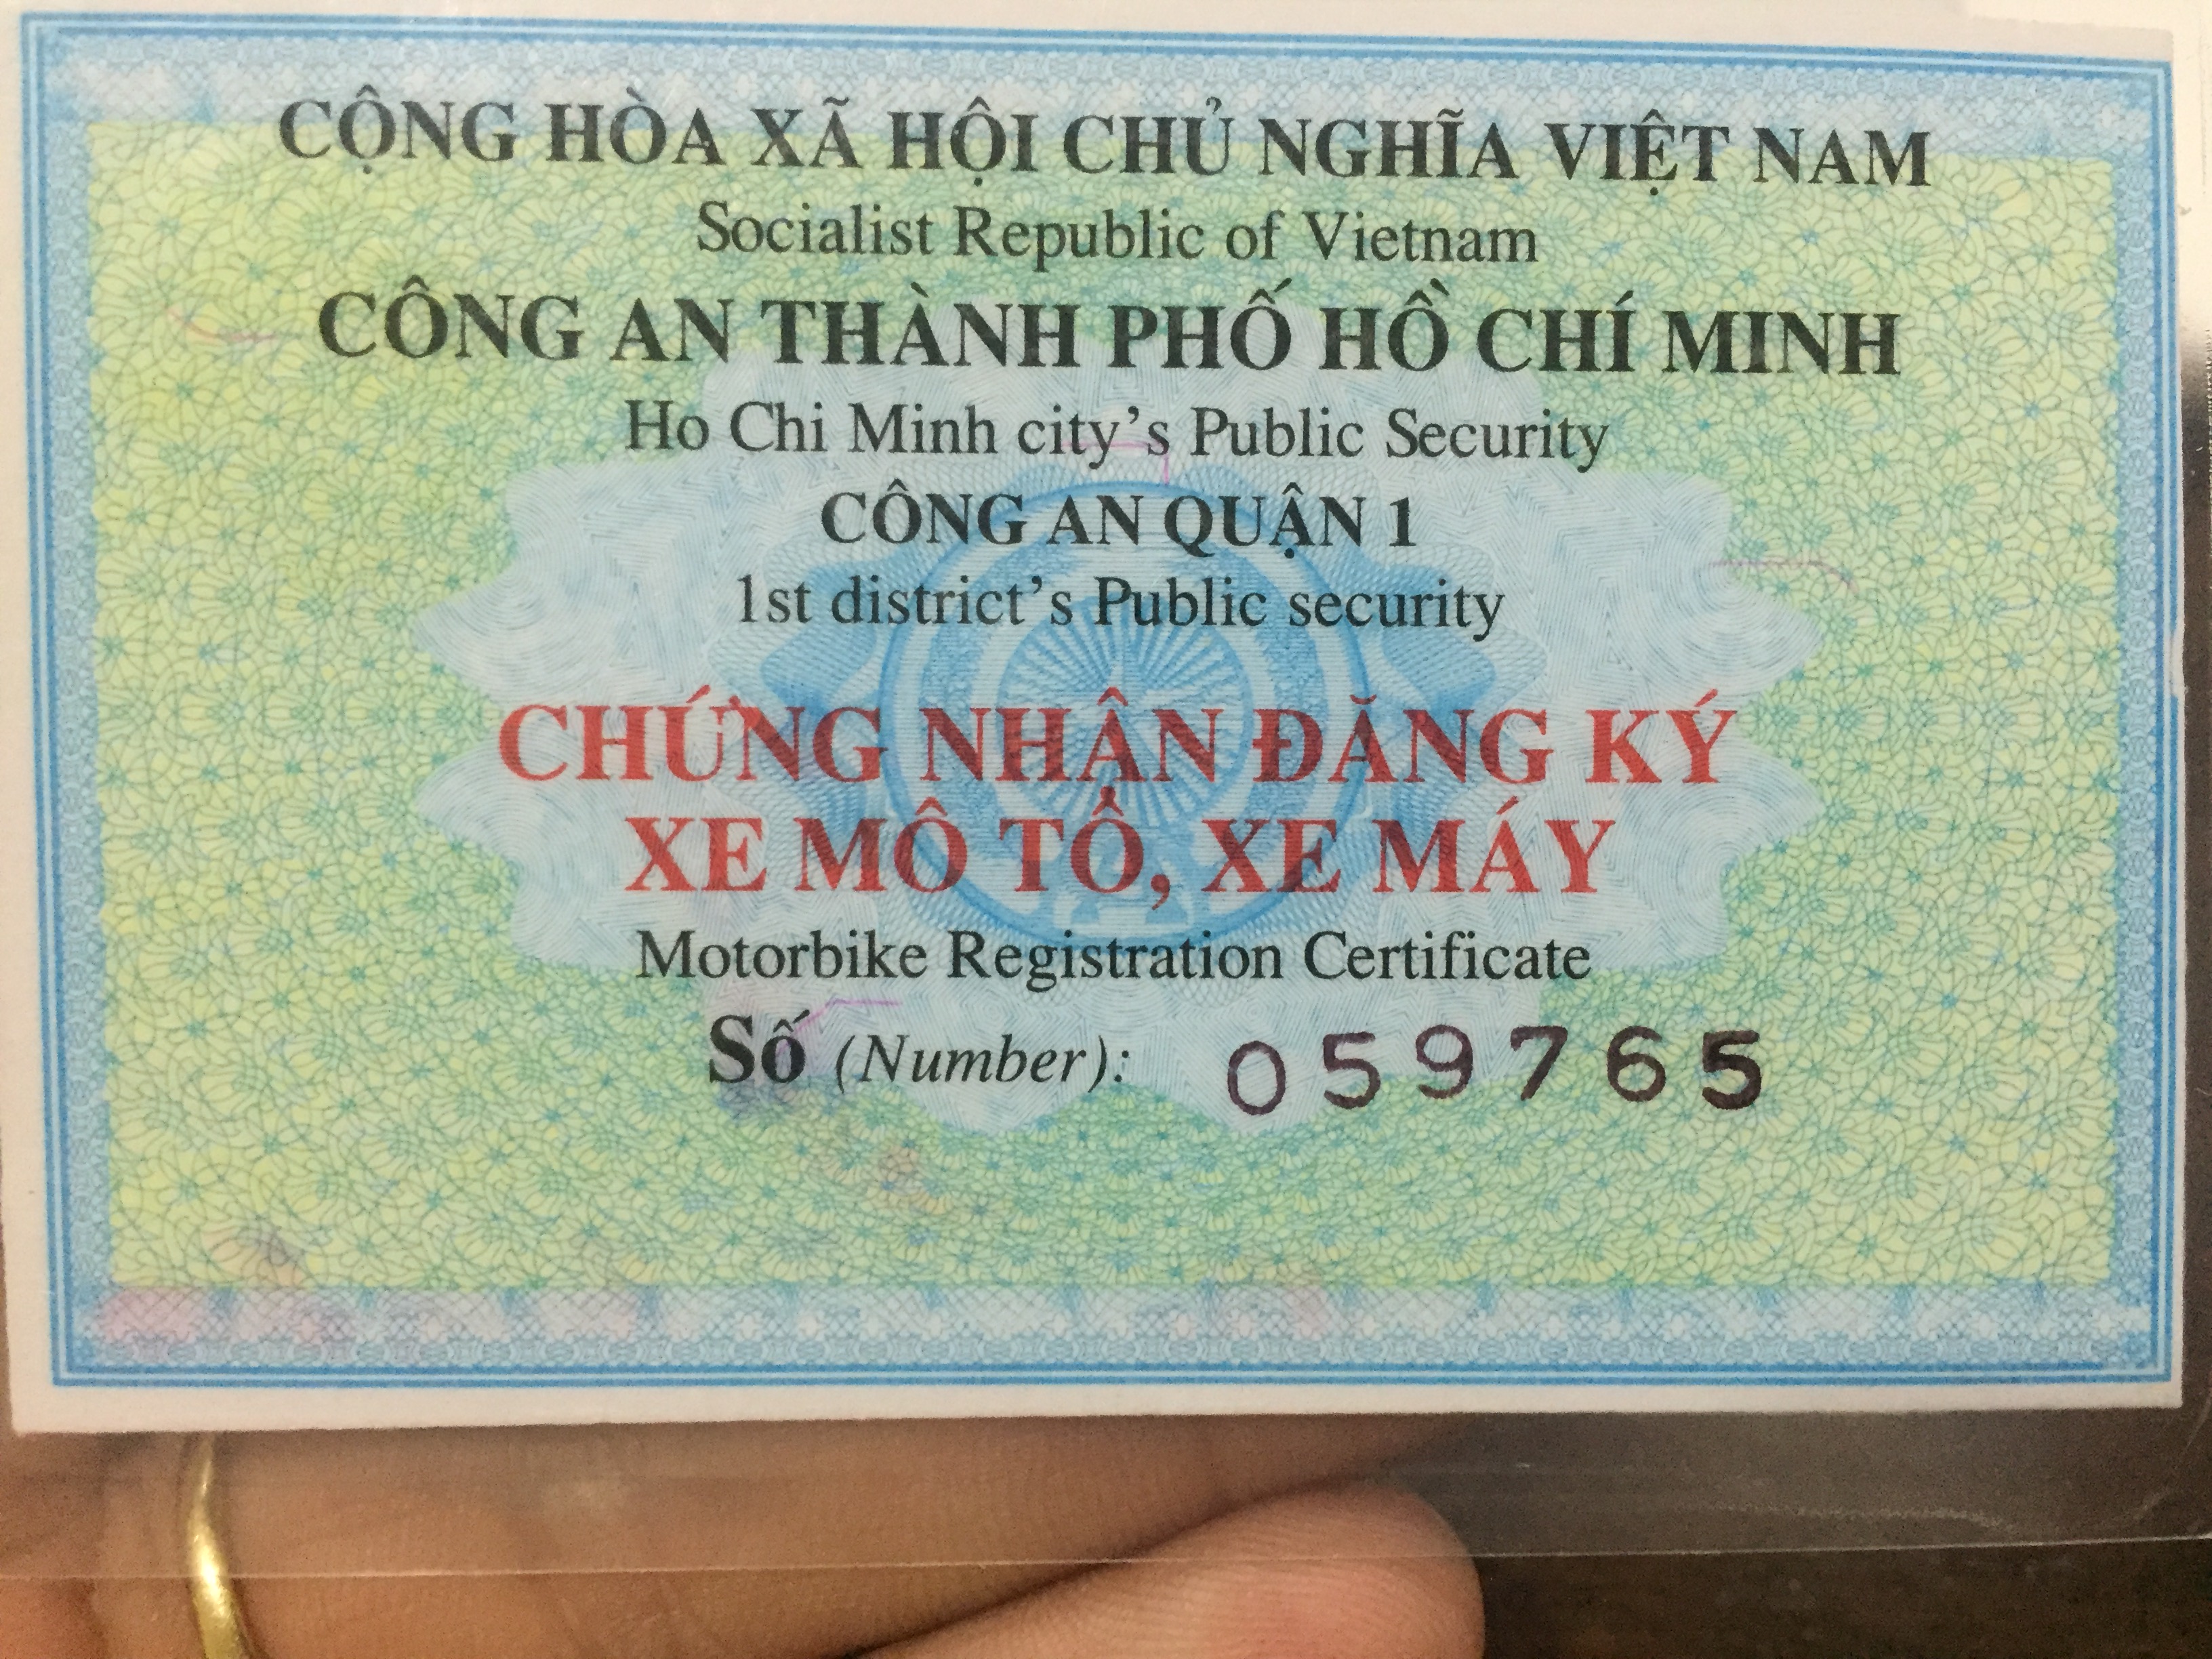 CỘNG HÒA XÃ HỘI CHỦ NGHĨA VIỆT NAM
Socialist Republic of Vietnam
CÔNG AN THÀNH PHỐ HỒ CHÍ MINH
Ho Chi Minh city's Public Security
CÔNG AN QUẬN 1
1st district's Public security
CHỨNG NHẬN ĐĂNG KÝ
XE MÔ TÔ, XE MÁY
Motorbike Registration Certificate
Số (Number): 059765